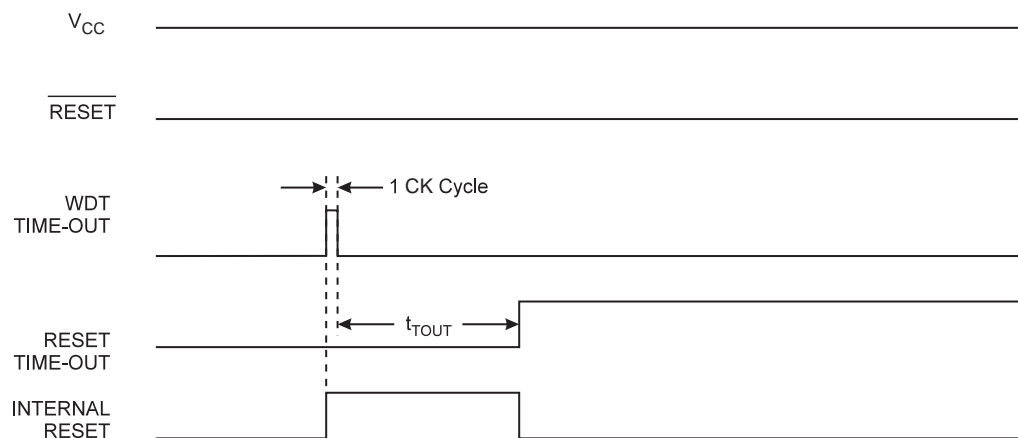 VCC
RESET
1 CK Cycle
WDT
TIME-OUT
tTOUT
RESET
TIME-OUT
INTERNAL
RESET